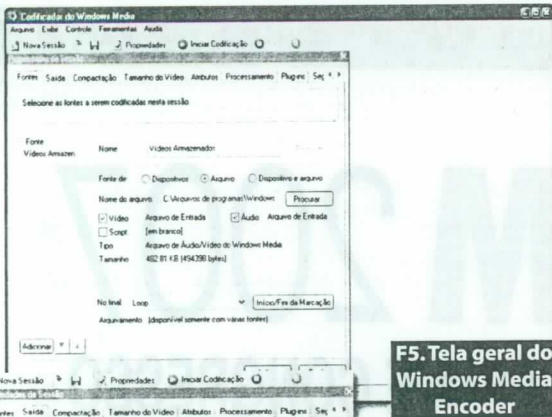 Codificador do Windows Media
Arquivo Exibir Controle Ferramentas Ajuda
Nova Sessão Propriedades Iniciar Codificação
Fontes Saída Compactação Tamanho do Vídeo Atributos Processamento Plug-ins Seg
Selecione as fontes a serem codificadas nesta sessão
Fonte
Vídeos Armazen.
Nome Vídeos Armazenados
Fonte de Dispositivos Arquivo Dispositivo e arquivo
Nome do arquivo C:\Arquivos de programas\Windows Procurar
Vídeo Arquivo de Entrada Áudio Arquivo de Entrada
Script [em branco]
Tipo Arquivo de Áudio/Vídeo do Windows Media
Tamanho 482.81 KB (494398 bytes)
No final Loop Início/Fim da Marcação
Arquivamento (disponível somente com várias fontes)
Adicionar
F5. Tela geral do
Windows Media
Encoder
Nova Sessão Propriedades Iniciar Codificação
Saída Compactação Tamanho do Vídeo Atributos Processamento Plug-ins
M 2007